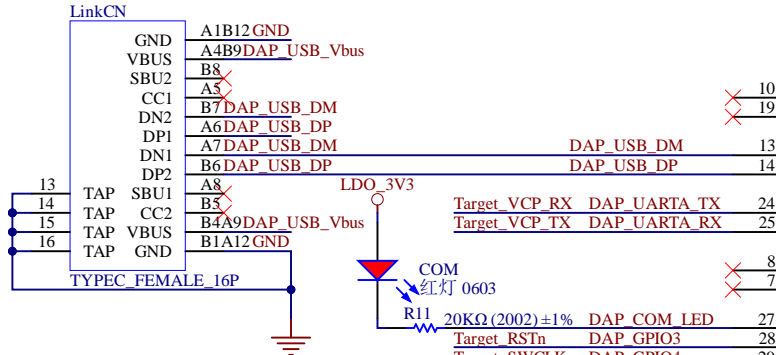 LinkCN
GND A1B12 GND
VBUS A4B9 DAP_USB_Vbus
SBU2 B8
CC1 A5 10
DN2 B7 DAP_USB_DM 19
DP1 A6 DAP_USB_DP
DN1 A7 DAP_USB_DM DAP_USB_DM 13
DP2 B6 DAP_USB_DP DAP_USB_DP 14
13 TAP SBU1 A8 LDO_3V3
14 TAP CC2 B5 Target_VCP_RX DAP_UARTA_TX 24
15 TAP VBUS B4A9 DAP_USB_Vbus Target_VCP_TX DAP_UARTA_RX 25
16 TAP GND B1A12 GND
8
COM
TYPEC_FEMALE_16P 红灯 0603 7
R11 20KΩ (2002) ±1% DAP_COM_LED 27
Target_RSTn DAP_GPIO3 28
Target_SWCLK DAP_GPIO4 29